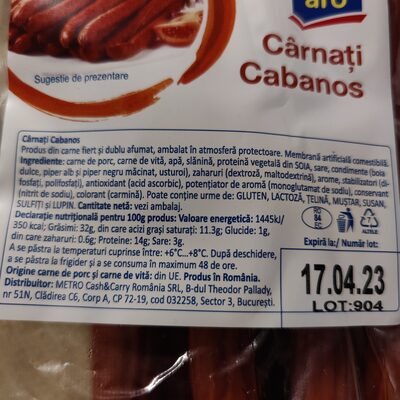 aro
Cârnați
Cabanos
Sugestie de prezentare
Cârnați Cabanos
Produs din carne fiert și dublu afumat, ambalat în atmosferă protectoare. Membrană artificială comestibilă.
Ingrediente: carne de porc, carne de vită, apă, slănină, proteină vegetală din SOIA, sare, condimente (boia
dulce, piper alb și piper negru măcinat, usturoi), zaharuri (dextroză, maltodextrină), arome, stabilizatori (di-
fosfați, polifosfați), antioxidant (acid ascorbic), potențiator de aromă (monoglutamat de sodiu), conservant
(nitrit de sodiu), colorant (carmină). Poate conține urme de: GLUTEN, LACTOZĂ, ȚELINĂ, MUȘTAR, SUSAN,
SULFIȚI și LUPIN. Cantitate netă: vezi ambalaj.
Declarație nutrițională pentru 100g produs: Valoare energetică: 1445kJ/
350 kcal; Grăsimi: 32g, din care acizi grași saturați: 11.3g; Glucide: 1g,
din care zaharuri: 0.6g; Proteine: 14g; Sare: 3g.
A se păstra la temperaturi cuprinse între: +6°C...+8°C. După deschidere,
a se păstra la frigider și a se consuma în maximum 48 de ore.
Origine carne de porc și carne de vită: din UE. Produs în România.
Distribuitor: METRO Cash&Carry România SRL, B-dul Theodor Pallady,
nr 51N, Clădirea C6, Corp A, CP 72-19, cod 032258, Sector 3, București.
RO
84
EC
Expiră la:/ Număr lot:
17.04.23
LOT:904